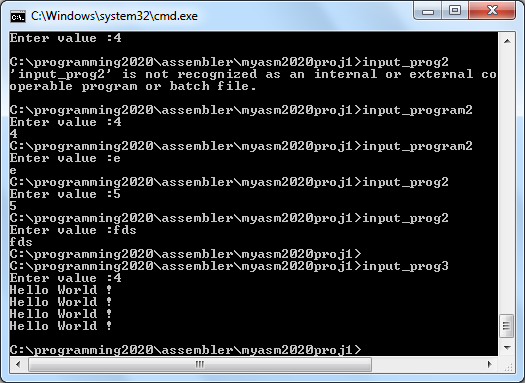 C:\Windows\system32\cmd.exe
Enter value :4
C:\programming2020\assembler\myasm2020proj1>input_prog2
'input_prog2' is not recognized as an internal or external co
operable program or batch file.
C:\programming2020\assembler\myasm2020proj1>input_program2
Enter value :4
4
C:\programming2020\assembler\myasm2020proj1>input_program2
Enter value :e
e
C:\programming2020\assembler\myasm2020proj1>input_prog2
Enter value :5
5
C:\programming2020\assembler\myasm2020proj1>input_prog2
Enter value :fds
fds
C:\programming2020\assembler\myasm2020proj1>
C:\programming2020\assembler\myasm2020proj1>input_prog3
Enter value :4
Hello World !
Hello World !
Hello World !
Hello World !
C:\programming2020\assembler\myasm2020proj1>